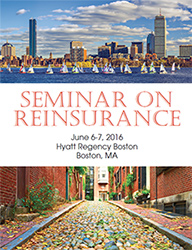 SEMINAR ON
REINSURANCE
June 6-7, 2016
Hyatt Regency Boston
Boston, MA